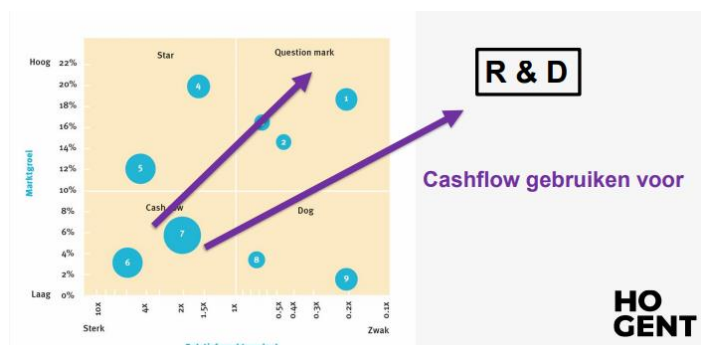 Star
Question mark
Hoog
22%
20%
18%
16%
14%
12%
10%
8%
6%
4%
2%
0%
Laag
Marktgroei
4
1
2
5
Dog
7
6
8
9
10X
4X
2X
1.5X
1X
0.5X
0.4X
0.3X
0.2X
0.1X
Sterk
Zwak
R & D
Cashflow gebruiken voor
HO
GENT